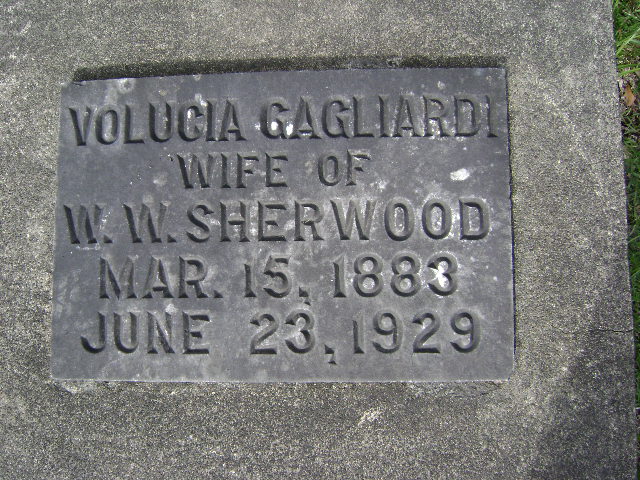 VOLUCIA GAGLIARDI
WIFE OF
W. W. SHERWOOD
MAR. 15, 1883
JUNE 23, 1929